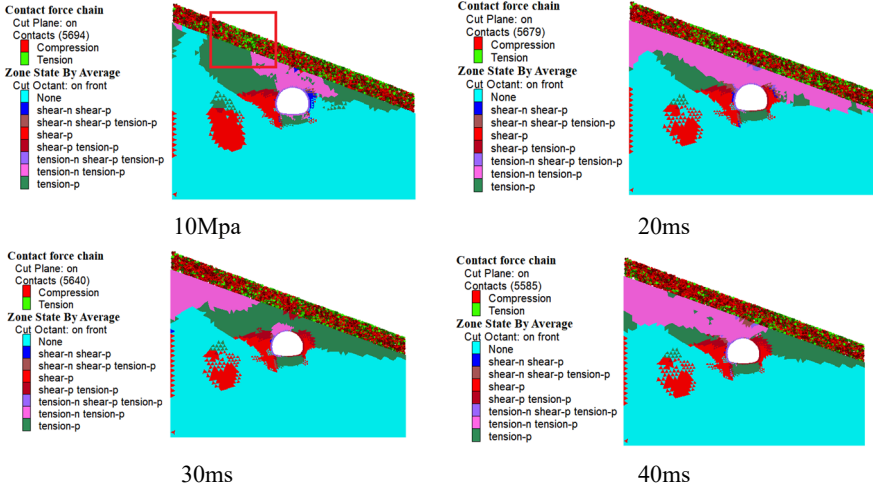 Contact force chain
Cut Plane: on
Contacts (5694)
Compression
Tension
Zone State By Average
Cut Octant: on front
None
shear-n shear-p
shear-n shear-p tension-p
shear-p
shear-p tension-p
tension-n shear-p tension-p
tension-n tension-p
tension-p
10Mpa
Contact force chain
Cut Plane: on
Contacts (5679)
Compression
Tension
Zone State By Average
Cut Octant: on front
None
shear-n shear-p
shear-n shear-p tension-p
shear-p
shear-p tension-p
tension-n shear-p tension-p
tension-n tension-p
tension-p
20ms
Contact force chain
Cut Plane: on
Contacts (5640)
Compression
Tension
Zone State By Average
Cut Octant: on front
None
shear-n shear-p
shear-n shear-p tension-p
shear-p
shear-p tension-p
tension-n shear-p tension-p
tension-n tension-p
tension-p
30ms
Contact force chain
Cut Plane: on
Contacts (5585)
Compression
Tension
Zone State By Average
Cut Octant: on front
None
shear-n shear-p
shear-n shear-p tension-p
shear-p
shear-p tension-p
tension-n shear-p tension-p
tension-n tension-p
tension-p
40ms